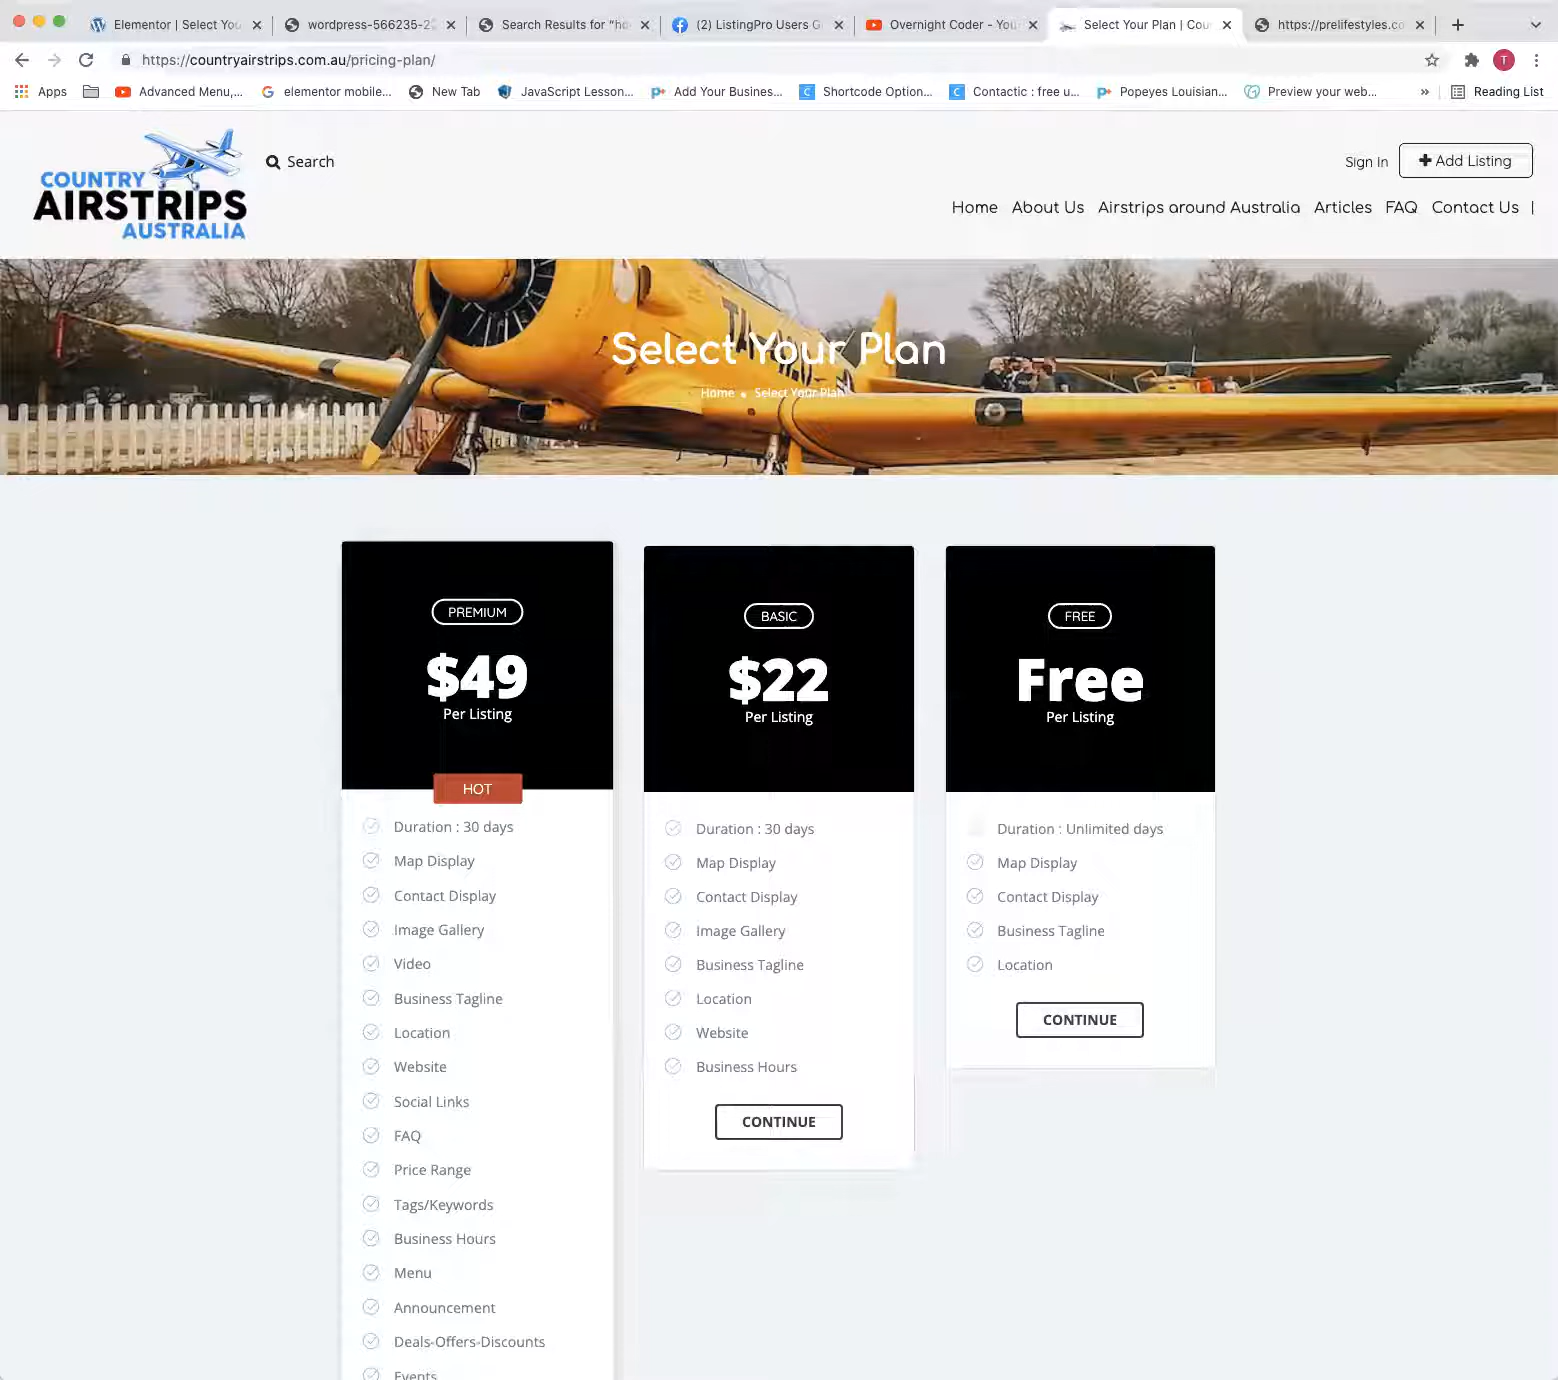 Elementor | Select You
wordpress-566235-22
Search Results for "ho
(2) ListingPro Users G
Overnight Coder - You
Select Your Plan | Cou
https://prelifestyles.co
https://countryairstrips.com.au/pricing-plan/
T
Apps
Advanced Menu,...
elementor mobile...
New Tab
JavaScript Lesson...
Add Your Busines...
Shortcode Option...
Contactic : free u...
Popeyes Louisian...
Preview your web...
»
Reading List
COUNTRY
AIRSTRIPS
AUSTRALIA
Search
Sign In
Add Listing
Home
About Us
Airstrips around Australia
Articles
FAQ
Contact Us
Select Your Plan
Home
Select Your Plan
PREMIUM
$49
Per Listing
HOT
Duration : 30 days
Map Display
Contact Display
Image Gallery
Video
Business Tagline
Location
Website
Social Links
FAQ
Price Range
Tags/Keywords
Business Hours
Menu
Announcement
Deals-Offers-Discounts
Events
BASIC
$22
Per Listing
Duration : 30 days
Map Display
Contact Display
Image Gallery
Business Tagline
Location
Website
Business Hours
CONTINUE
FREE
Free
Per Listing
Duration : Unlimited days
Map Display
Contact Display
Business Tagline
Location
CONTINUE